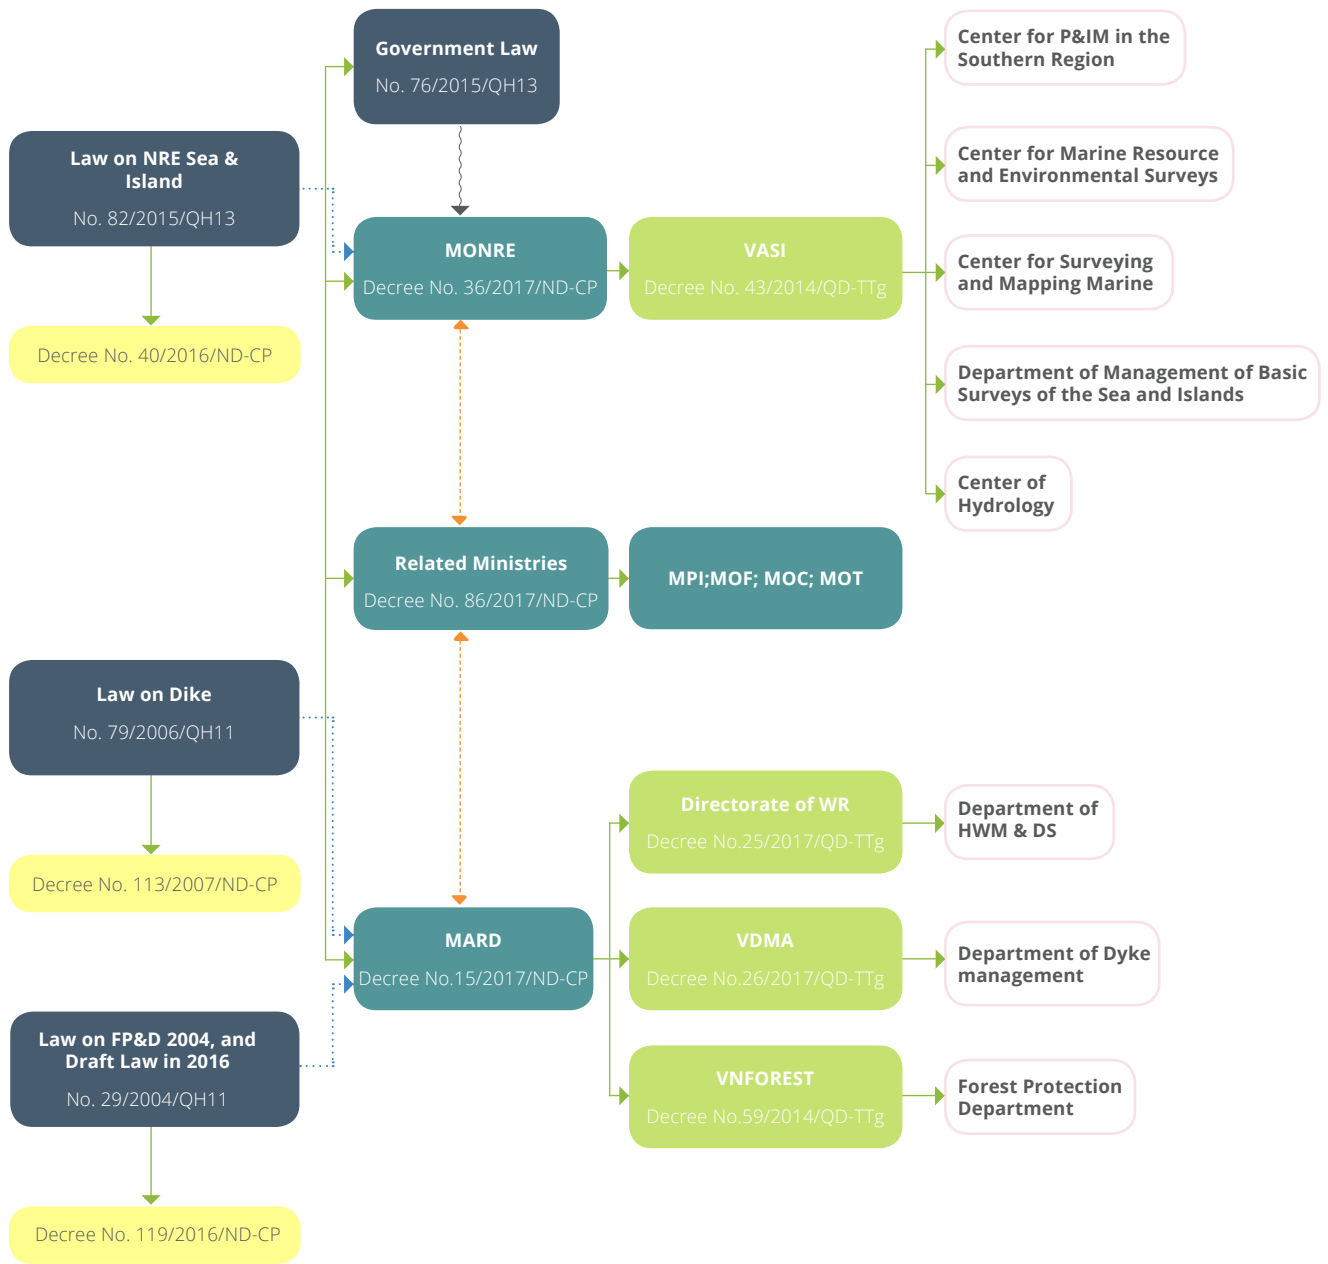 Government Law
No. 76/2015/QH13
Law on NRE Sea &
Island
No. 82/2015/QH13
Decree No. 40/2016/ND-CP
MONRE
Decree No. 36/2017/ND-CP
VASI
Decree No. 43/2014/QD-TTg
Center for P&IM in the
Southern Region
Center for Marine Resource
and Environmental Surveys
Center for Surveying
and Mapping Marine
Department of Management of Basic
Surveys of the Sea and Islands
Center of
Hydrology
Related Ministries
Decree No. 86/2017/ND-CP
MPI;MOF; MOC; MOT
Law on Dike
No. 79/2006/QH11
Decree No. 113/2007/ND-CP
MARD
Decree No.15/2017/ND-CP
Directorate of WR
Decree No.25/2017/QD-TTg
Department of
HWM & DS
VDMA
Decree No.26/2017/QD-TTg
Department of Dyke
management
Law on FP&D 2004, and
Draft Law in 2016
No. 29/2004/QH11
Decree No. 119/2016/ND-CP
VNFOREST
Decree No.59/2014/QD-TTg
Forest Protection
Department